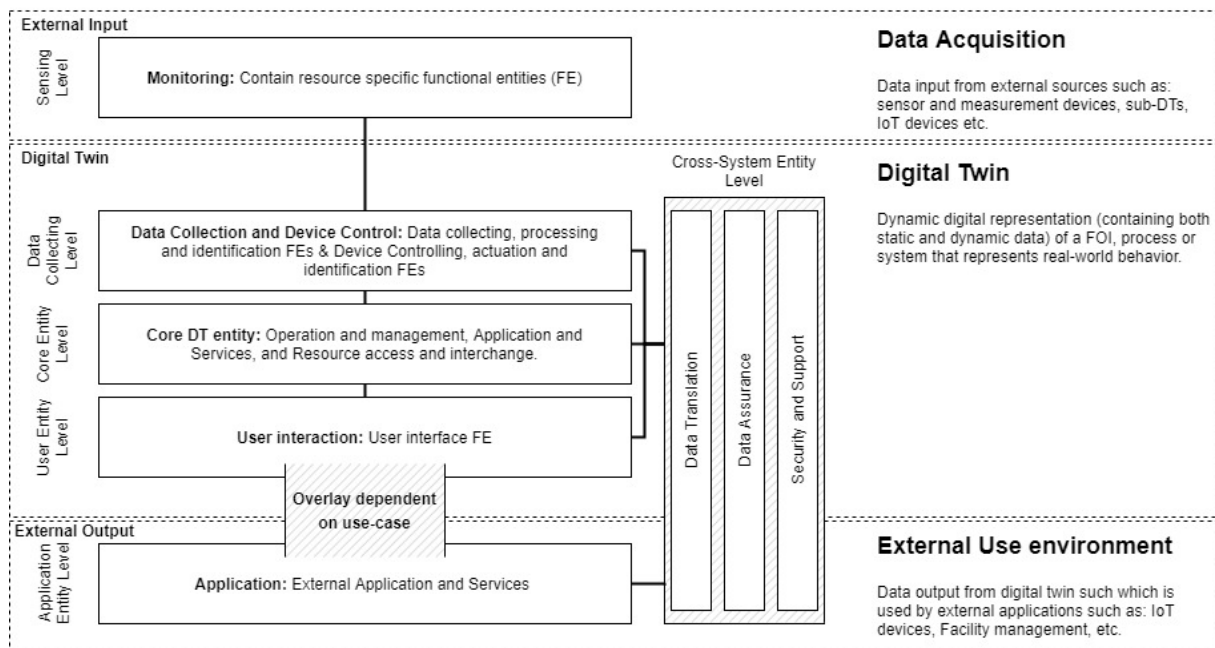 External Input
Sensing
Level
Monitoring: Contain resource specific functional entities (FE)
Data Acquisition
Data input from external sources such as:
sensor and measurement devices, sub-DTs,
IoT devices etc.
Digital Twin
Cross-System Entity
Level
Digital Twin
Dynamic digital representation (containing both
static and dynamic data) of a FOI, process or
system that represents real-world behavior.
Data
Collecting
Level
Data Collection and Device Control: Data collecting, processing
and identification FEs & Device Controlling, actuation and
identification FEs
Core Entity
Level
Core DT entity: Operation and management, Application and
Services, and Resource access and interchange.
User Entity
Level
User interaction: User interface FE
Data Translation
Data Assurance
Security and Support
Overlay dependent
on use-case
External Output
Application
Entity Level
Application: External Application and Services
External Use environment
Data output from digital twin such which is
used by external applications such as: IoT
devices, Facility management, etc.